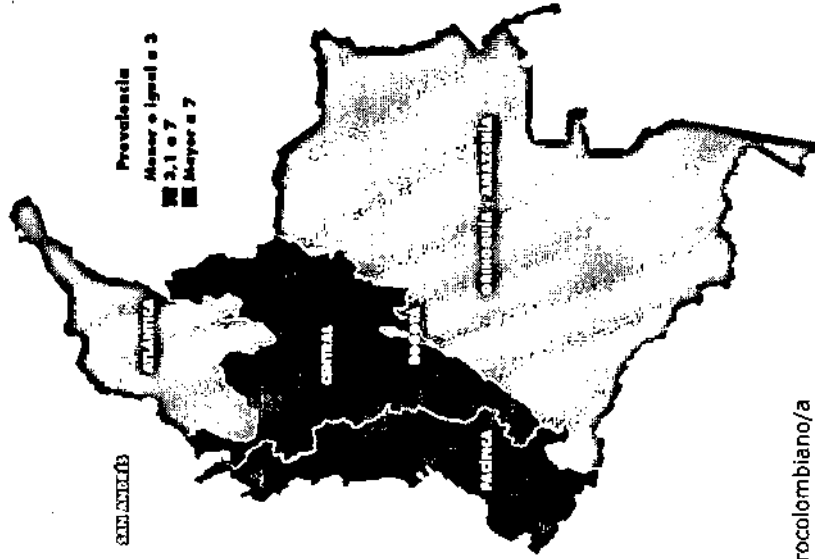 SAN ANDRÉS
ATLÁNTICA
Prevalencia
Menor o igual a 3
3,1 a 7
Mayor a 7
CENTRAL
BOGOTÁ
ORINOQUÍA - AMAZONÍA
PACÍFICA
rocolombiano/a